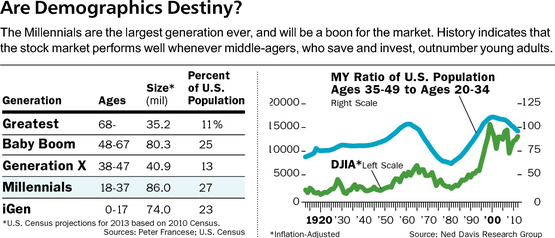 Are Demographics Destiny?
The Millennials are the largest generation ever, and will be a boon for the market. History indicates that
the stock market performs well whenever middle-agers, who save and invest, outnumber young adults.
Generation Ages Size* (mil) Percent of U.S. Population
Greatest 68- 35.2 11%
Baby Boom 48-67 80.3 25
Generation X 38-47 40.9 13
Millennials 18-37 86.0 27
iGen 0-17 74.0 23
*U.S. Census projections for 2013 based on 2010 Census.
Sources: Peter Francese; U.S. Census
MY Ratio of U.S. Population
Ages 35-49 to Ages 20-34
Right Scale
20000 125
15000 100
10000 75
5000 50
0 0
DJIA* Left Scale
1920 '30 '40 '50 '60 '70 '80 '90 '00 '10
*Inflation-Adjusted
Source: Ned Davis Research Group